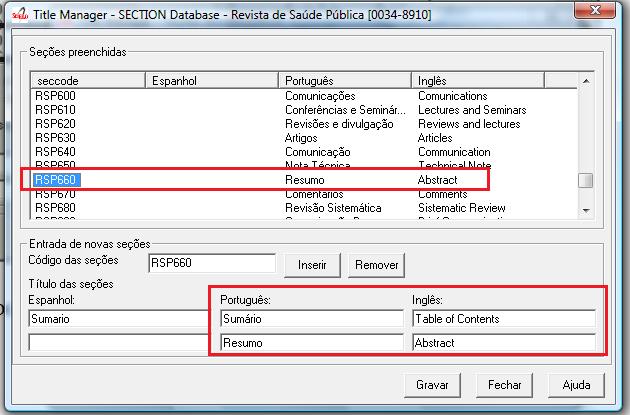 Title Manager - SECTION Database - Revista de Saúde Pública [0034-8910]
Seções preenchidas
seccode Espanhol Português Inglês
RSP600 Comunicações Comunications
RSP610 Conferências e Seminár... Lectures and Seminars
RSP620 Revisões e divulgação Reviews and lectures
RSP630 Artigos Articles
RSP640 Comunicação Communication
RSP650 Nota Técnica Technical Note
RSP660 Resumo Abstract
RSP670 Comentários Comments
RSP680 Revisão Sistemática Sistematic Review
Entrada de novas seções
Código das seções RSP660 Inserir Remover
Título das seções
Espanhol: Português: Inglês:
Sumario Sumário Table of Contents
Resumo Abstract
Gravar Fechar Ajuda